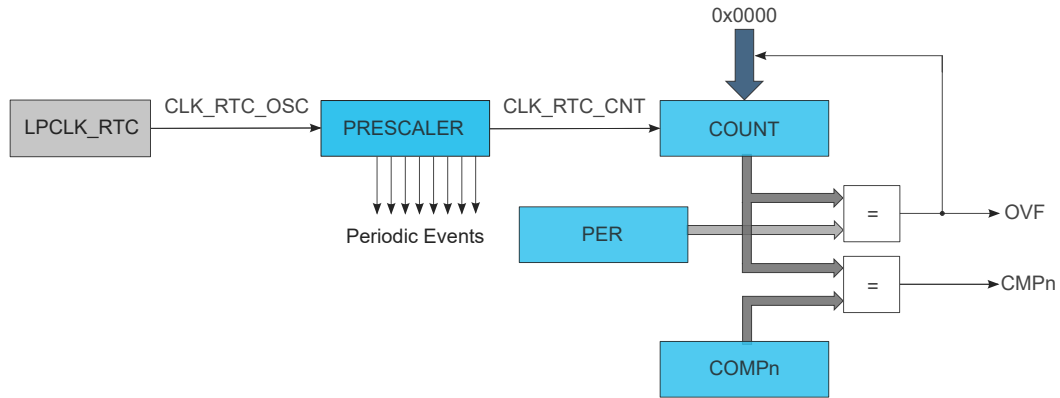 0x0000
LPCLK_RTC
CLK_RTC_OSC
PRESCALER
CLK_RTC_CNT
COUNT
Periodic Events
PER
=
OVF
=
CMPn
COMPn